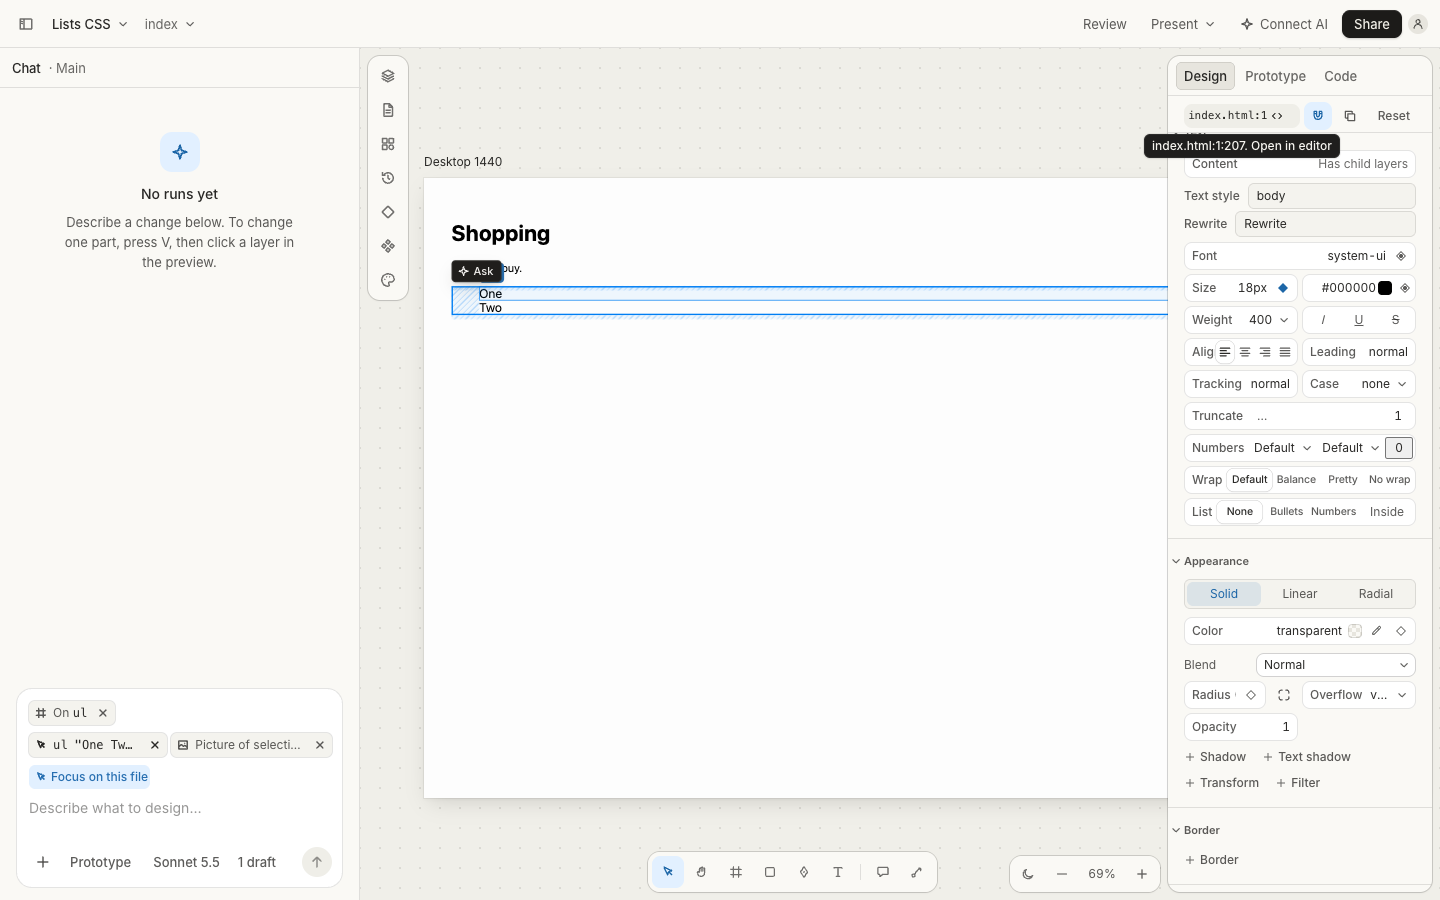 Lists CSS
index
Review
Present
Connect AI
Share
Chat · Main
No runs yet
Describe a change below. To change
one part, press V, then click a layer in
the preview.
On ul
ul "One Tw…
Picture of selecti…
Focus on this file
Describe what to design...
Prototype
Sonnet 5.5
1 draft
Desktop 1440
Shopping
buy.
Ask
One
Two
69%
Design
Prototype
Code
index.html:1
Reset
index.html:1:207. Open in editor
Content Has child layers
Text style body
Rewrite Rewrite
Font system-ui
Size 18px #000000
Weight 400 I U S
Alig Leading normal
Tracking normal Case none
Truncate ... 1
Numbers Default Default 0
Wrap Default Balance Pretty No wrap
List None Bullets Numbers Inside
Appearance
Solid Linear Radial
Color transparent
Blend Normal
Radius Overflow v...
Opacity 1
Shadow Text shadow
Transform Filter
Border
Border